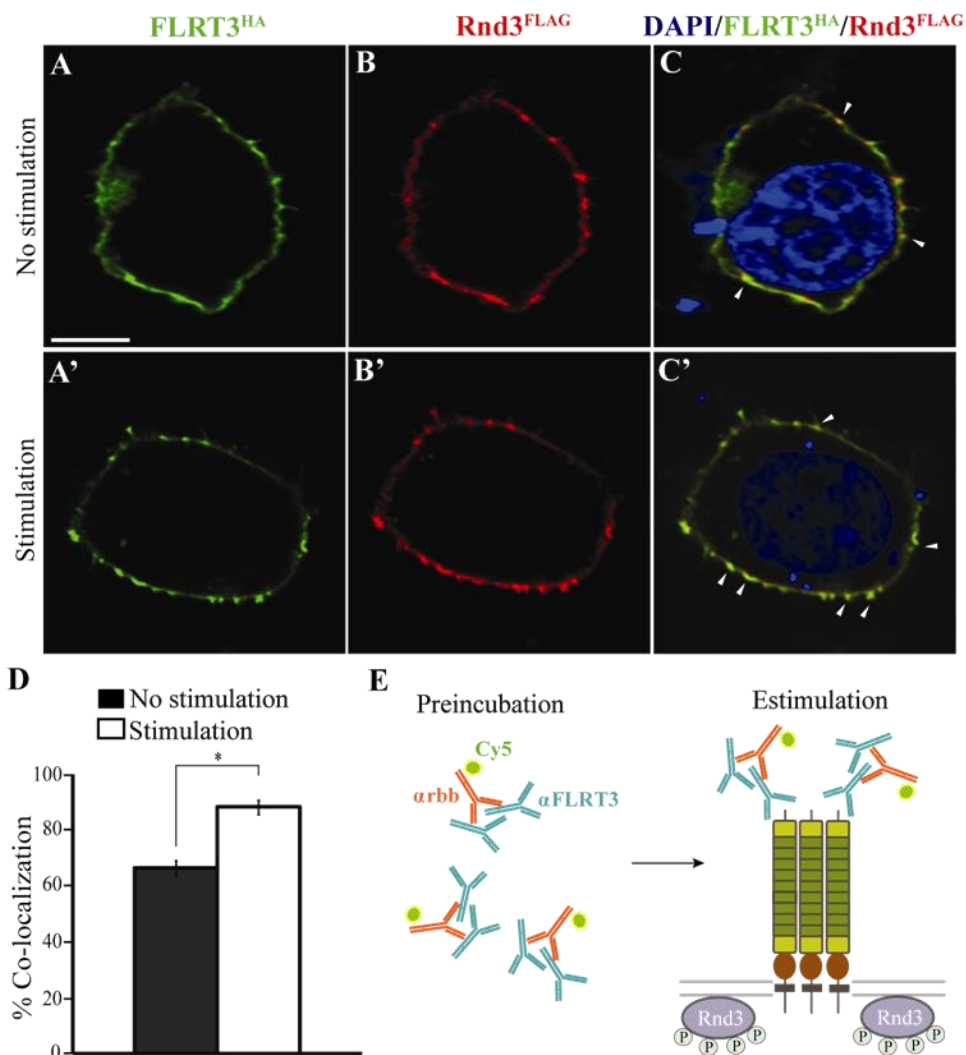 FLRT3HA Rnd3FLAG DAPI/FLRT3HA/Rnd3FLAG
A B C
No stimulation
A’ B’ C’
Stimulation
D
No stimulation
Stimulation
*
100
80
60
40
20
0
% Co-localization
E
Preincubation Estimulation
Cy5
αrbb αFLRT3
Rnd3 Rnd3
P P P P P P P P